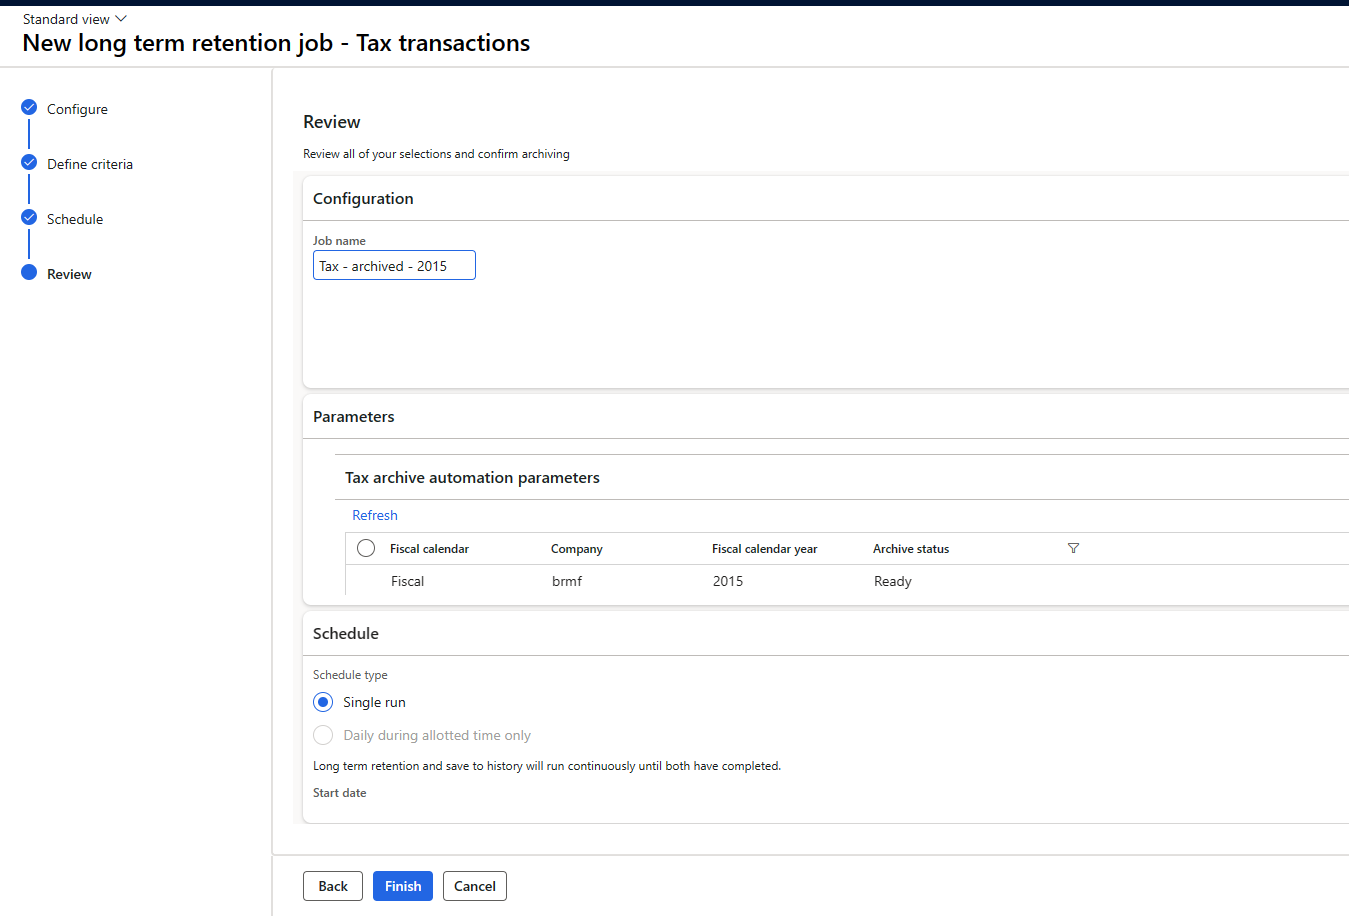 Standard view
New long term retention job - Tax transactions
Configure
Define criteria
Schedule
Review
Review
Review all of your selections and confirm archiving
Configuration
Job name
Tax - archived - 2015
Parameters
Tax archive automation parameters
Refresh
Fiscal calendar Company Fiscal calendar year Archive status
Fiscal brmf 2015 Ready
Schedule
Schedule type
Single run
Daily during allotted time only
Long term retention and save to history will run continuously until both have completed.
Start date
Back Finish Cancel